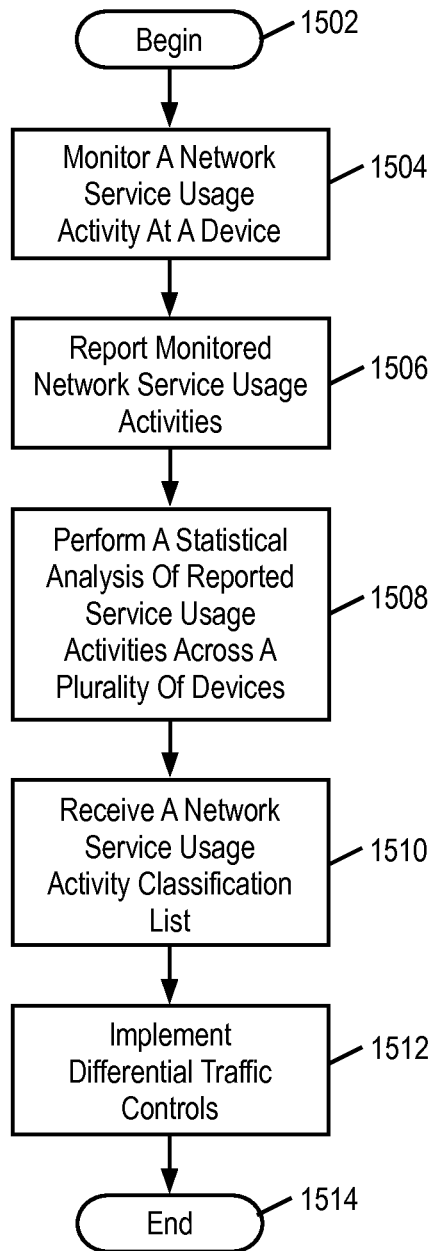 Begin
1502
Monitor A Network
Service Usage
Activity At A Device
1504
Report Monitored
Network Service Usage
Activities
1506
Perform A Statistical
Analysis Of Reported
Service Usage
Activities Across A
Plurality Of Devices
1508
Receive A Network
Service Usage
Activity Classification
List
1510
Implement
Differential Traffic
Controls
1512
End
1514